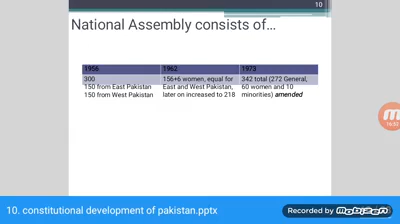 10
National Assembly consists of...
1956 1962 1973
300 156+6 women, equal for 342 total (272 General,
150 from East Pakistan East and West Pakistan, 60 women and 10
150 from West Pakistan later on increased to 218 minorities) amended
10. constitutional development of pakistan.pptx
Recorded by Mobizen